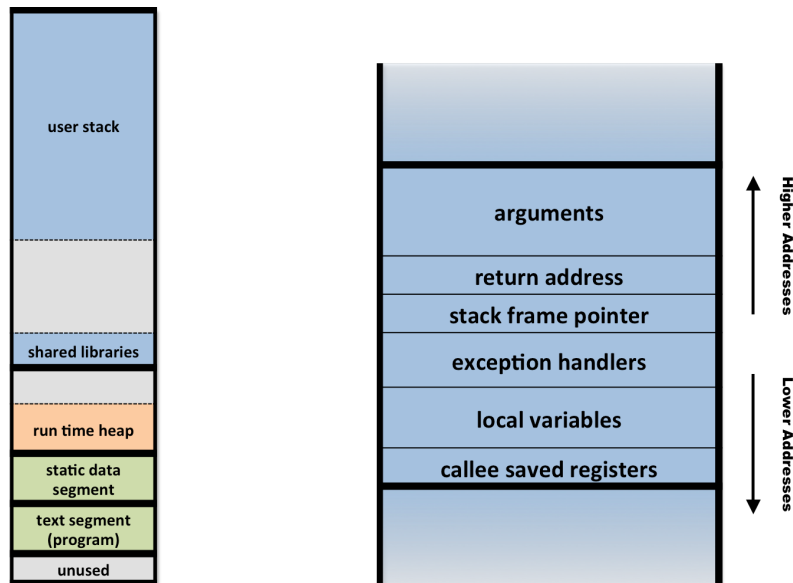 user stack
shared libraries
run time heap
static data
segment
text segment
(program)
unused
arguments
return address
stack frame pointer
exception handlers
local variables
callee saved registers
Higher Addresses
Lower Addresses